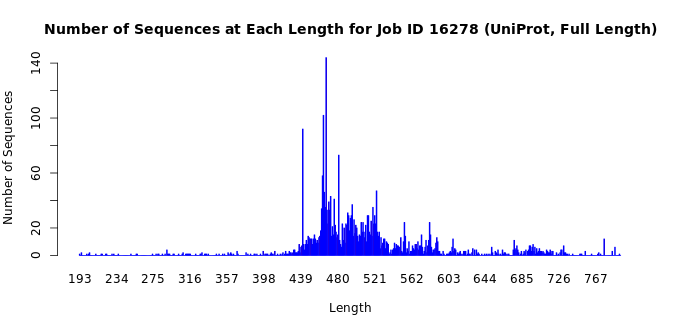 Number of Sequences at Each Length for Job ID 16278 (UniProt, Full Length)
Number of Sequences
140
100
60
20
0
193 234 275 316 357 398 439 480 521 562 603 644 685 726 767
Length